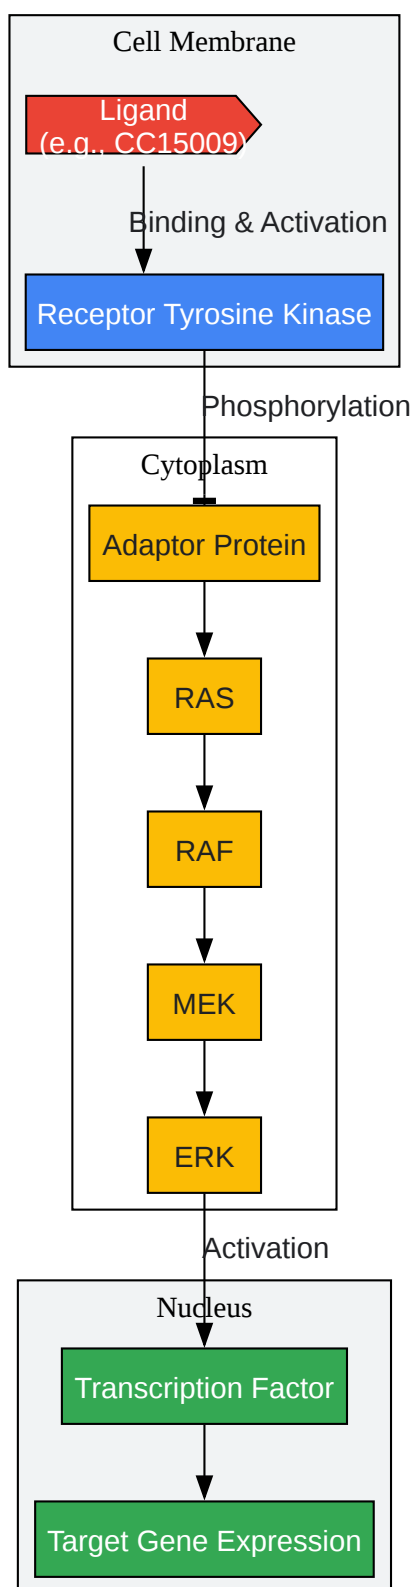 Cell Membrane
Ligand
(e.g., CC15009)
Binding & Activation
Receptor Tyrosine Kinase
Phosphorylation
Cytoplasm
Adaptor Protein
RAS
RAF
MEK
ERK
Activation
Nucleus
Transcription Factor
Target Gene Expression